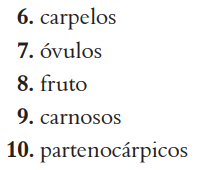 6. carpelos
7. óvulos
8. fruto
9. carnosos
10. partenocárpicos